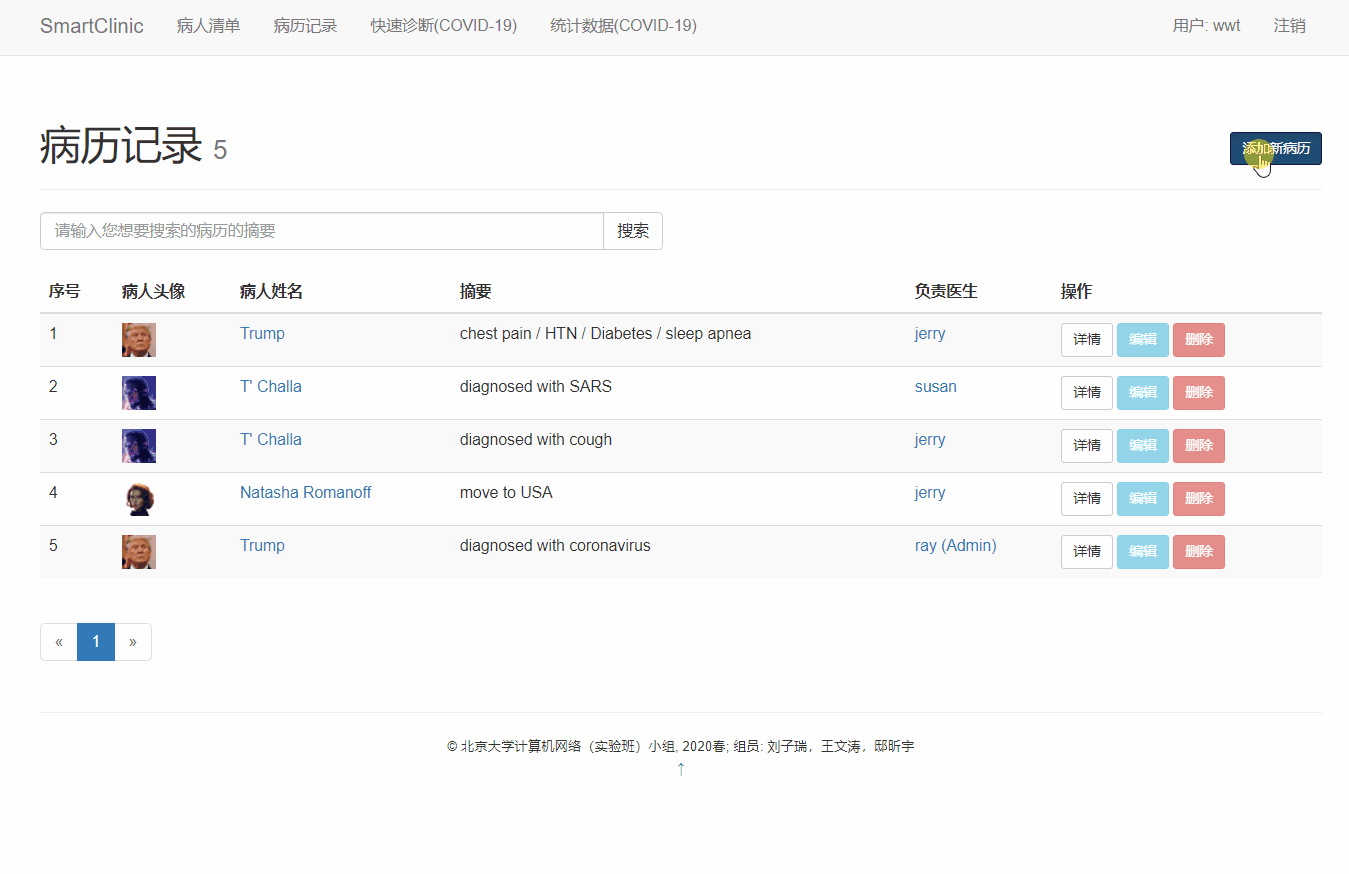 SmartClinic 病人清单 病历记录 快速诊断(COVID-19) 统计数据(COVID-19) 用户: wwt 注销
病历记录 5
添加新病历
请输入您想要搜索的病历的摘要 搜索
序号 病人头像 病人姓名 摘要 负责医生 操作
1 Trump chest pain / HTN / Diabetes / sleep apnea jerry 详情 编辑 删除
2 T' Challa diagnosed with SARS susan 详情 编辑 删除
3 T' Challa diagnosed with cough jerry 详情 编辑 删除
4 Natasha Romanoff move to USA jerry 详情 编辑 删除
5 Trump diagnosed with coronavirus ray (Admin) 详情 编辑 删除
« 1 »
© 北京大学计算机网络（实验班）小组, 2020春; 组员: 刘子瑞，王文涛，邸昕宇
↑